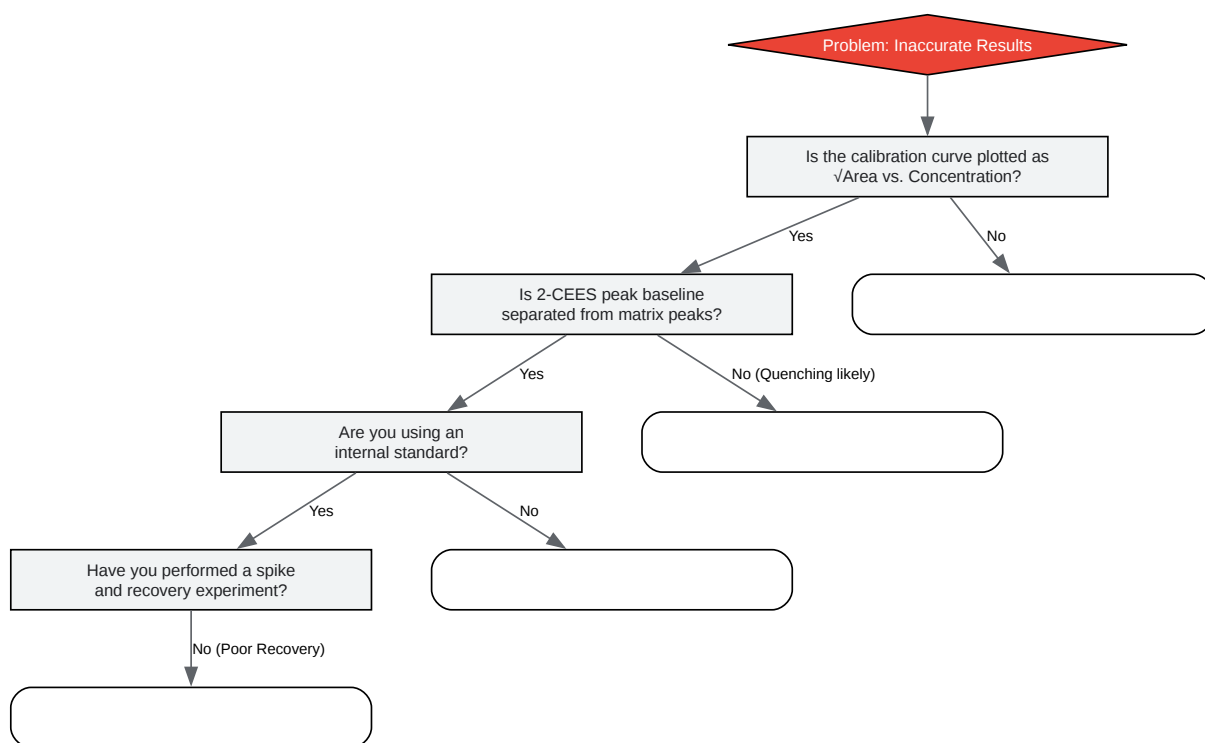 Problem: Inaccurate Results
Is the calibration curve plotted as
√Area vs. Concentration?
Yes
No
Is 2-CEES peak baseline
separated from matrix peaks?
Yes
No (Quenching likely)
Are you using an
internal standard?
Yes
No
Have you performed a spike
and recovery experiment?
No (Poor Recovery)